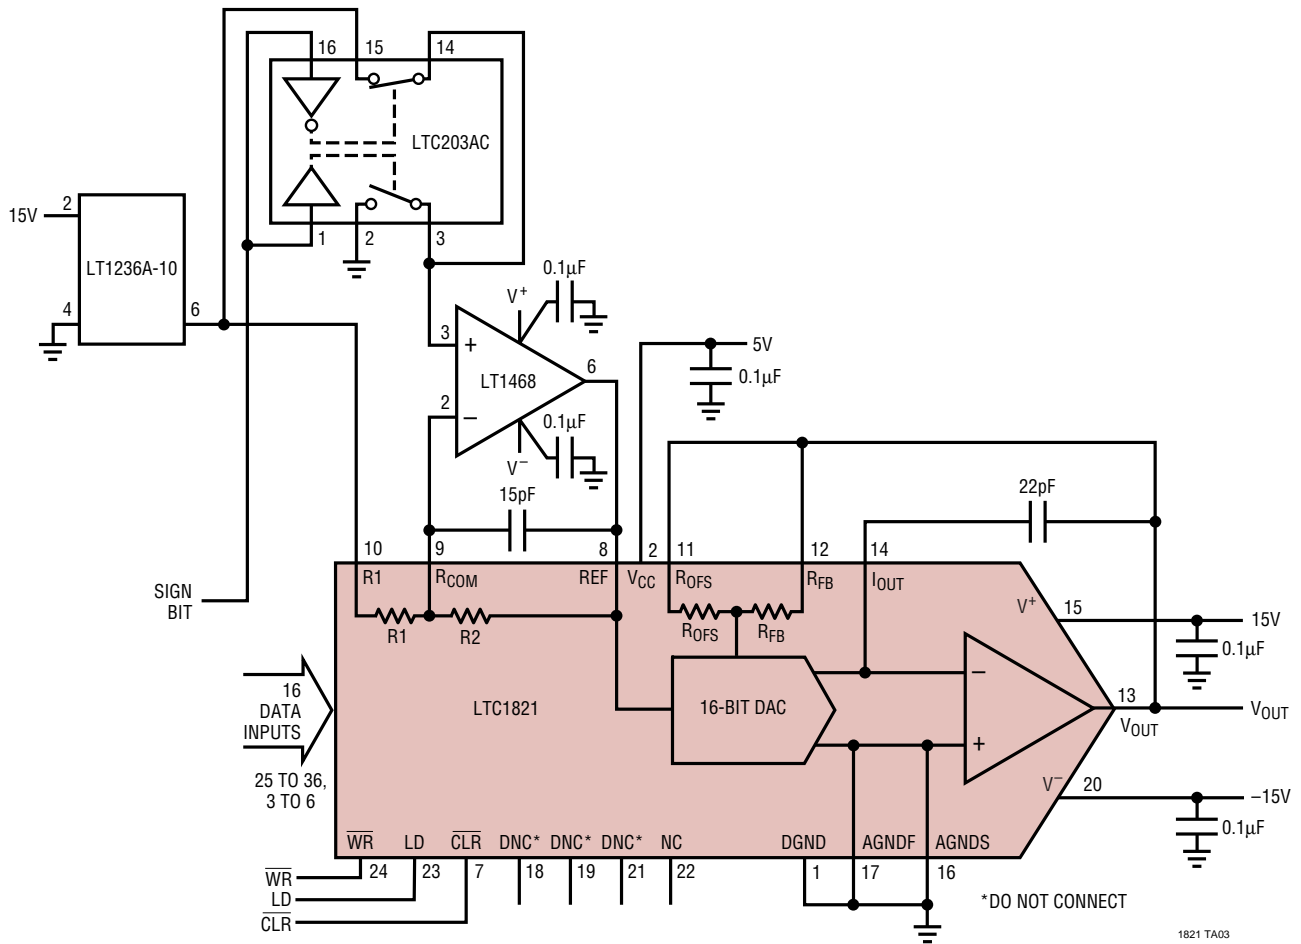 16 15 14
LTC203AC
1 2 3
15V 2
LT1236A-10
4 6
0.1µF
V+
3 +
LT1468 6
2 –
0.1µF
V–
15pF
5V
0.1µF
22pF
10 9 8 2 11 12 14
R1 RCOM REF VCC ROFS RFB IOUT
SIGN
BIT
R1 R2 ROFS RFB
V+ 15 15V
0.1µF
16
DATA
INPUTS
LTC1821
16-BIT DAC
–
+
13 VOUT
VOUT
25 TO 36,
3 TO 6
V– 20 –15V
0.1µF
W̅R̅ LD C̅L̅R̅ DNC* DNC* DNC* NC DGND AGNDF AGNDS
24 23 7 18 19 21 22 1 17 16
W̅R̅
LD
C̅L̅R̅
*DO NOT CONNECT
1821 TA03